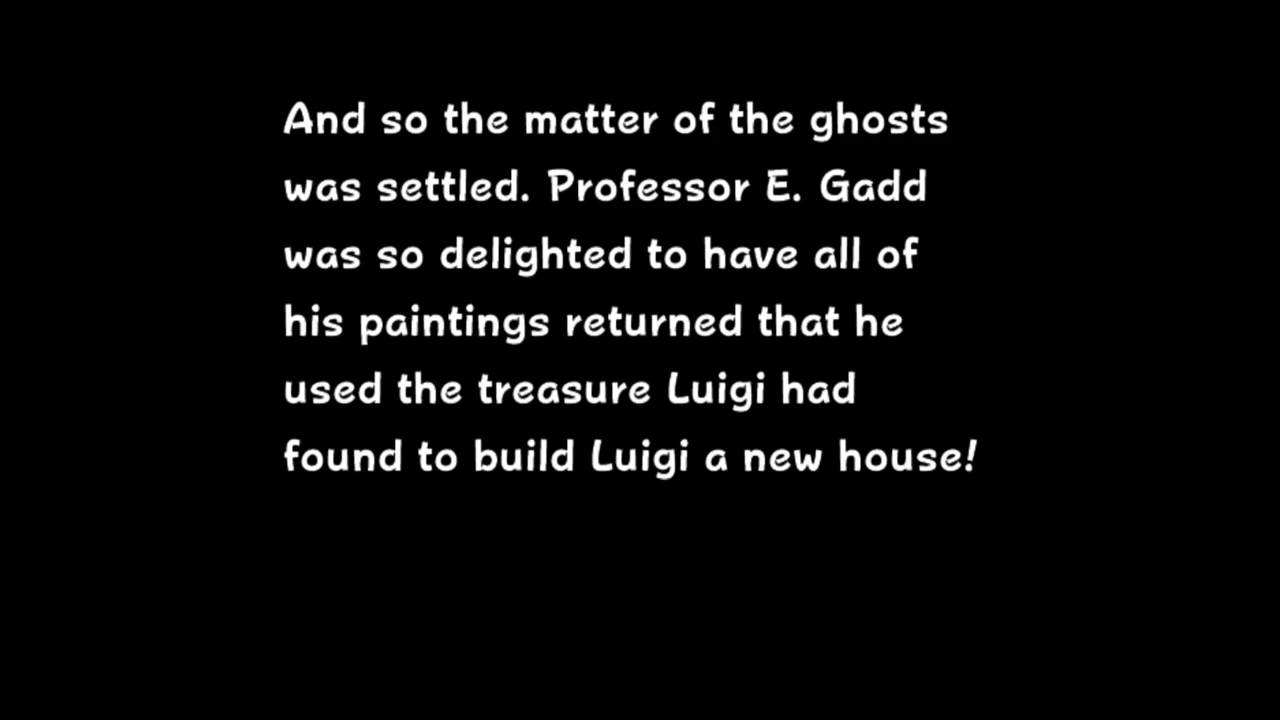 And so the matter of the ghosts
was settled. Professor E. Gadd
was so delighted to have all of
his paintings returned that he
used the treasure Luigi had
found to build Luigi a new house!